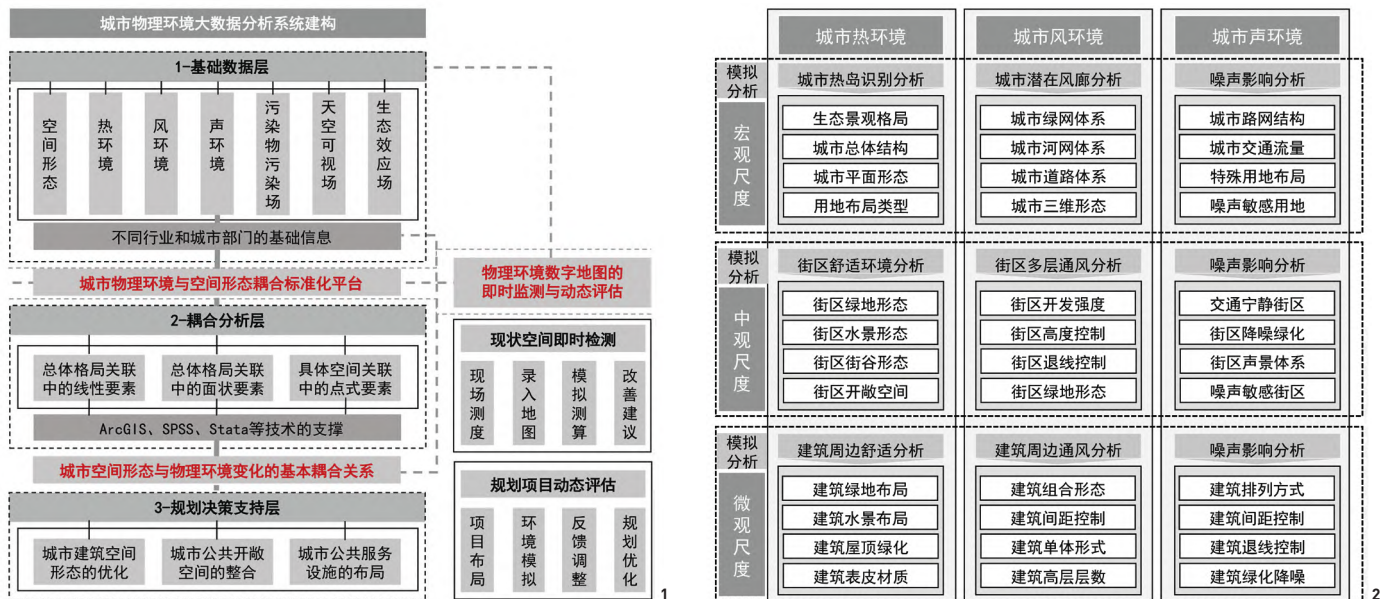 城市物理环境大数据分析系统建构
1-基础数据层
空间形态
热环境
风环境
声环境
污染物污染场
天空可视场
生态效应场
不同行业和城市部门的基础信息
城市物理环境与空间形态耦合标准化平台
2-耦合分析层
总体格局关联
中的线性要素
总体格局关联
中的面状要素
具体空间关联
中的点式要素
ArcGIS、SPSS、Stata等技术的支撑
城市空间形态与物理环境变化的基本耦合关系
3-规划决策支持层
城市建筑空间
形态的优化
城市公共开敞
空间的整合
城市公共服务
设施的布局
物理环境数字地图的
即时监测与动态评估
现状空间即时检测
现场测度
录入地图
模拟测算
改善建议
规划项目动态评估
项目布局
环境模拟
反馈调整
规划优化
1
城市热环境
城市风环境
城市声环境
模拟
分析
城市热岛识别分析
城市潜在风廊分析
噪声影响分析
宏观尺度
生态景观格局
城市总体结构
城市平面形态
用地布局类型
城市绿网体系
城市河网体系
城市道路体系
城市三维形态
城市路网结构
城市交通流量
特殊用地布局
噪声敏感用地
模拟
分析
街区舒适环境分析
街区多层通风分析
噪声影响分析
中观尺度
街区绿地形态
街区水景形态
街区街谷形态
街区开敞空间
街区开发强度
街区高度控制
街区退线控制
街区绿地形态
交通宁静街区
街区降噪绿化
街区声景体系
噪声敏感街区
模拟
分析
建筑周边舒适分析
建筑周边通风分析
噪声影响分析
微观尺度
建筑绿地布局
建筑水景布局
建筑屋顶绿化
建筑表皮材质
建筑组合形态
建筑间距控制
建筑单体形式
建筑高层层数
建筑排列方式
建筑间距控制
建筑退线控制
建筑绿化降噪
2